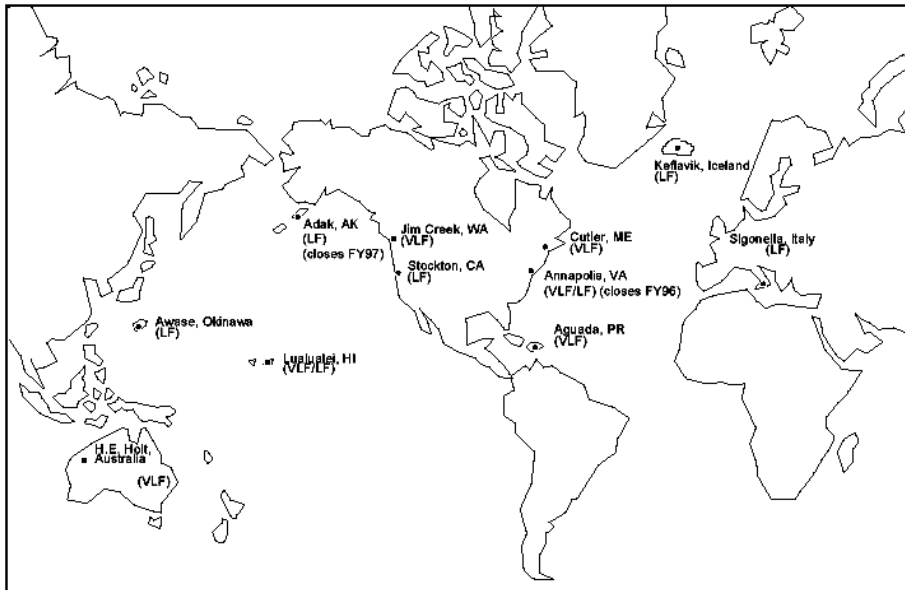 Keflavik, Iceland
(LF)
Adak, AK
(LF)
(closes FY97)
Jim Creek, WA
(VLF)
Cutler, ME
(VLF)
Sigonella, Italy
(LF)
Stockton, CA
(LF)
Annapolis, VA
(VLF/LF) (closes FY96)
Awase, Okinawa
(LF)
Aguada, PR
(VLF)
Lualualei, HI
(VLF/LF)
H.E. Holt,
Australia
(VLF)